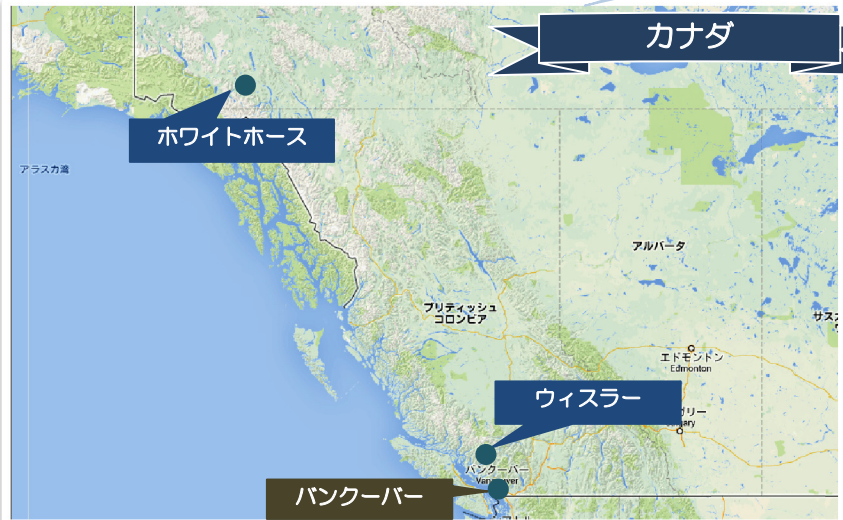 カナダ
ホワイトホース
アラスカ湾
アルバータ
ブリティッシュ
コロンビア
エドモントン
Edmonton
ウィスラー
リー
バンクーバー
バンクーバー